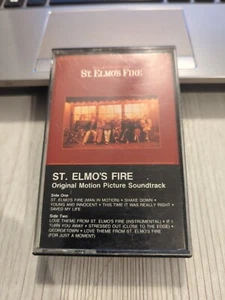 ST. ELMO'S FIRE
ST. ELMO'S FIRE
Original Motion Picture Soundtrack
Side One
ST. ELMO'S FIRE (MAN IN MOTION) • SHAKE DOWN •
YOUNG AND INNOCENT • THIS TIME IT WAS REALLY RIGHT •
SAVED MY LIFE
Side Two
LOVE THEME FROM ST. ELMO'S FIRE (INSTRUMENTAL) • IF I
TURN YOU AWAY • STRESSED OUT (CLOSE TO THE EDGE) •
GEORGETOWN • LOVE THEME FROM ST. ELMO'S FIRE
(FOR JUST A MOMENT)